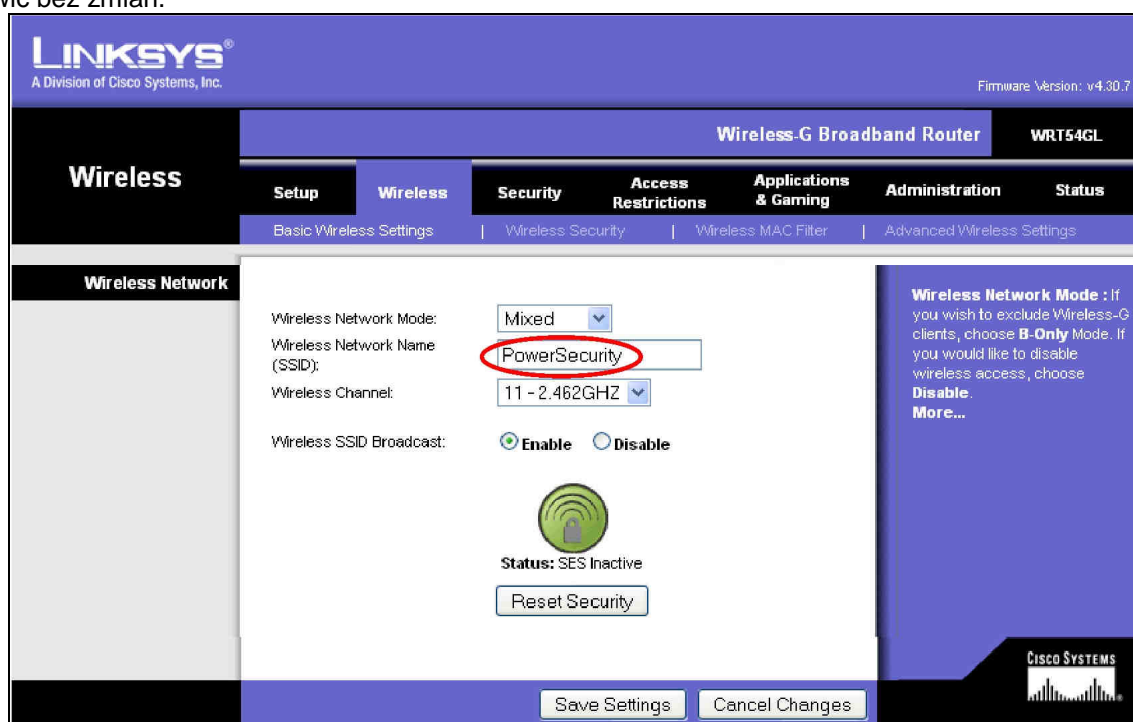 bez zmian.
LINKSYS®
A Division of Cisco Systems, Inc.
Firmware Version: v4.30.7
Wireless-G Broadband Router WRT54GL
Wireless
Setup Wireless Security Access Restrictions Applications & Gaming Administration Status
Basic Wireless Settings | Wireless Security | Wireless MAC Filter | Advanced Wireless Settings
Wireless Network
Wireless Network Mode: Mixed
Wireless Network Name
(SSID): PowerSecurity
Wireless Channel: 11 - 2.462GHZ
Wireless SSID Broadcast: Enable Disable
Status: SES Inactive
Reset Security
Wireless Network Mode : If
you wish to exclude Wireless-G
clients, choose B-Only Mode. If
you would like to disable
wireless access, choose
Disable.
More...
CISCO SYSTEMS
Save Settings Cancel Changes